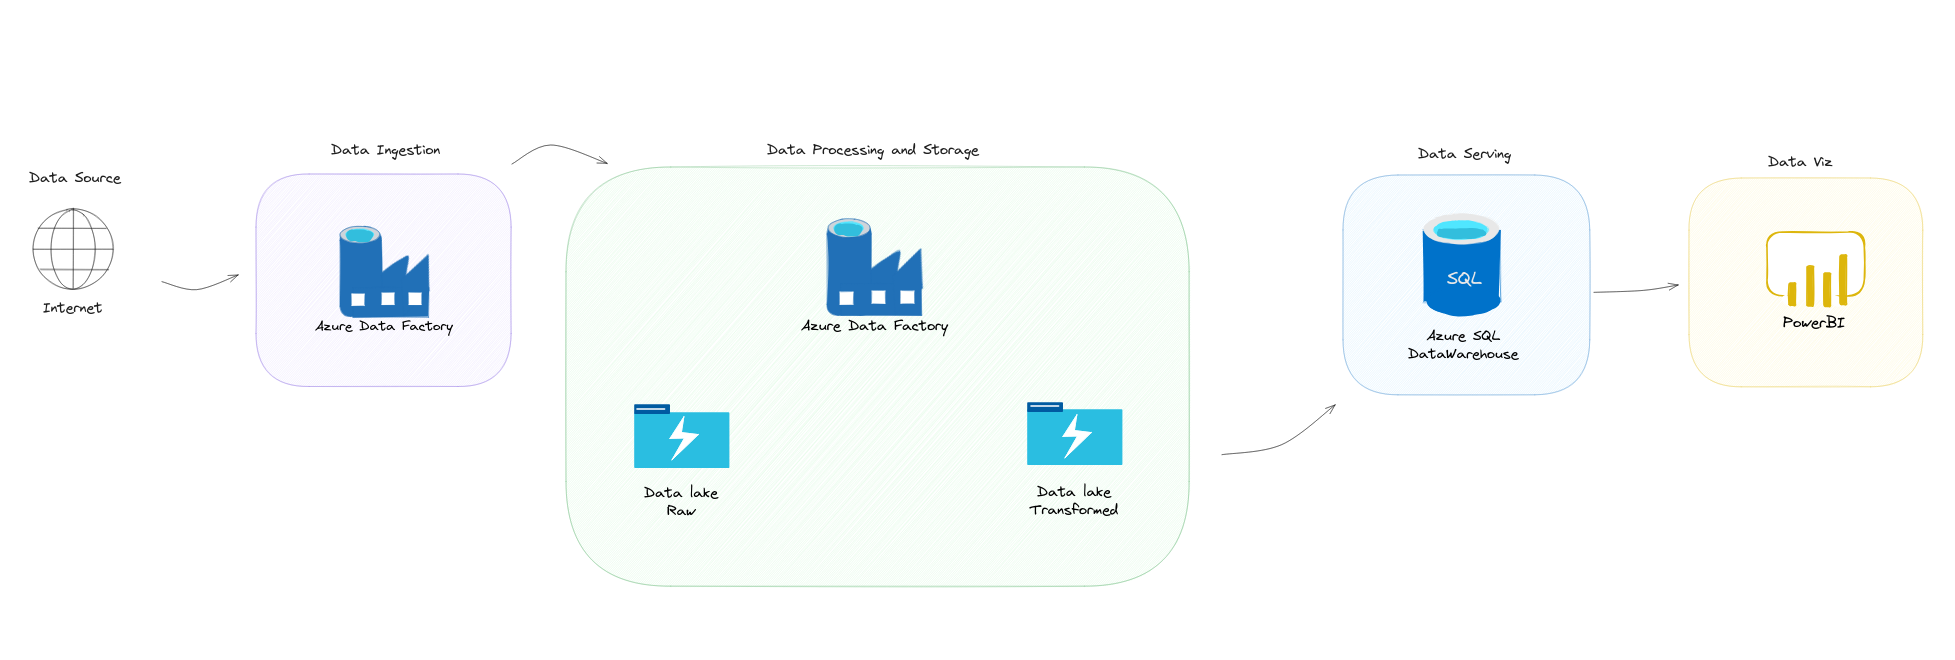 Data Source
Internet
Data Ingestion
Azure Data Factory
Data Processing and Storage
Azure Data Factory
Data lake
Raw
Data lake
Transformed
Data Serving
SQL
Azure SQL
DataWarehouse
Data Viz
PowerBI